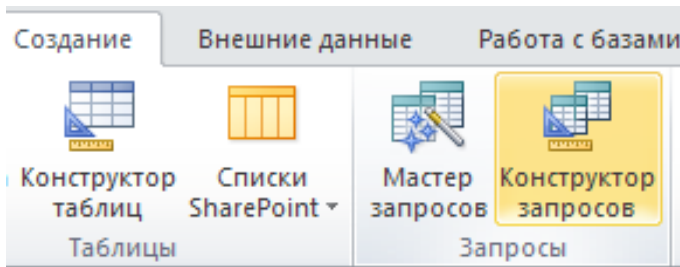 Создание Внешние данные Работа с базами
Конструктор таблиц
Списки SharePoint
Мастер запросов
Конструктор запросов
Таблицы Запросы